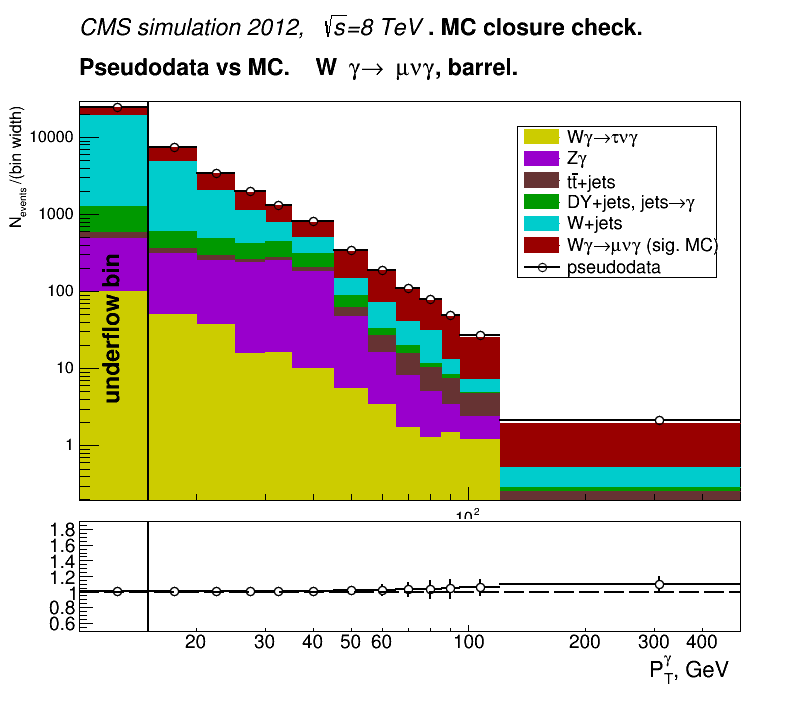 CMS simulation 2012, √s=8 TeV . MC closure check.
Pseudodata vs MC. W γ→ μνγ, barrel.
N_events /(bin width)
10000
1000
100
10
1
underflow bin
Wγ→τνγ
Zγ
tt̄+jets
DY+jets, jets→γ
W+jets
Wγ→μνγ (sig. MC)
pseudodata
10²
1.8
1.6
1.4
1.2
1
0.8
0.6
20 30 40 50 60 100 200 300 400
P_T^γ, GeV